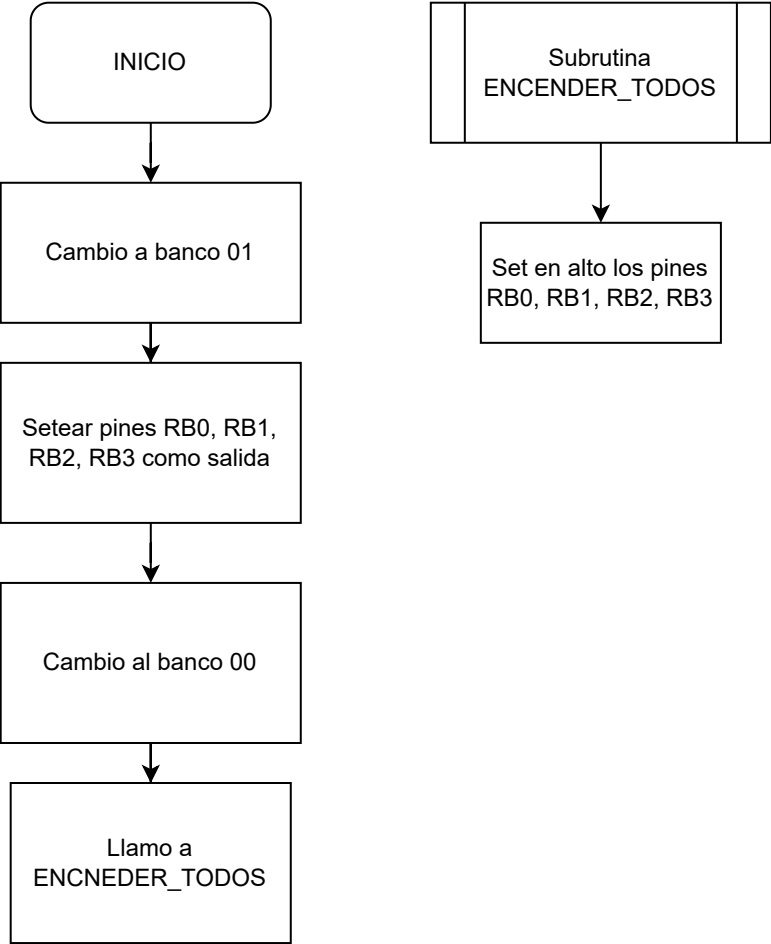 INICIO
Cambio a banco 01
Setear pines RB0, RB1,
RB2, RB3 como salida
Cambio al banco 00
Llamo a
ENCNEDER_TODOS
Subrutina
ENCENDER_TODOS
Set en alto los pines
RB0, RB1, RB2, RB3